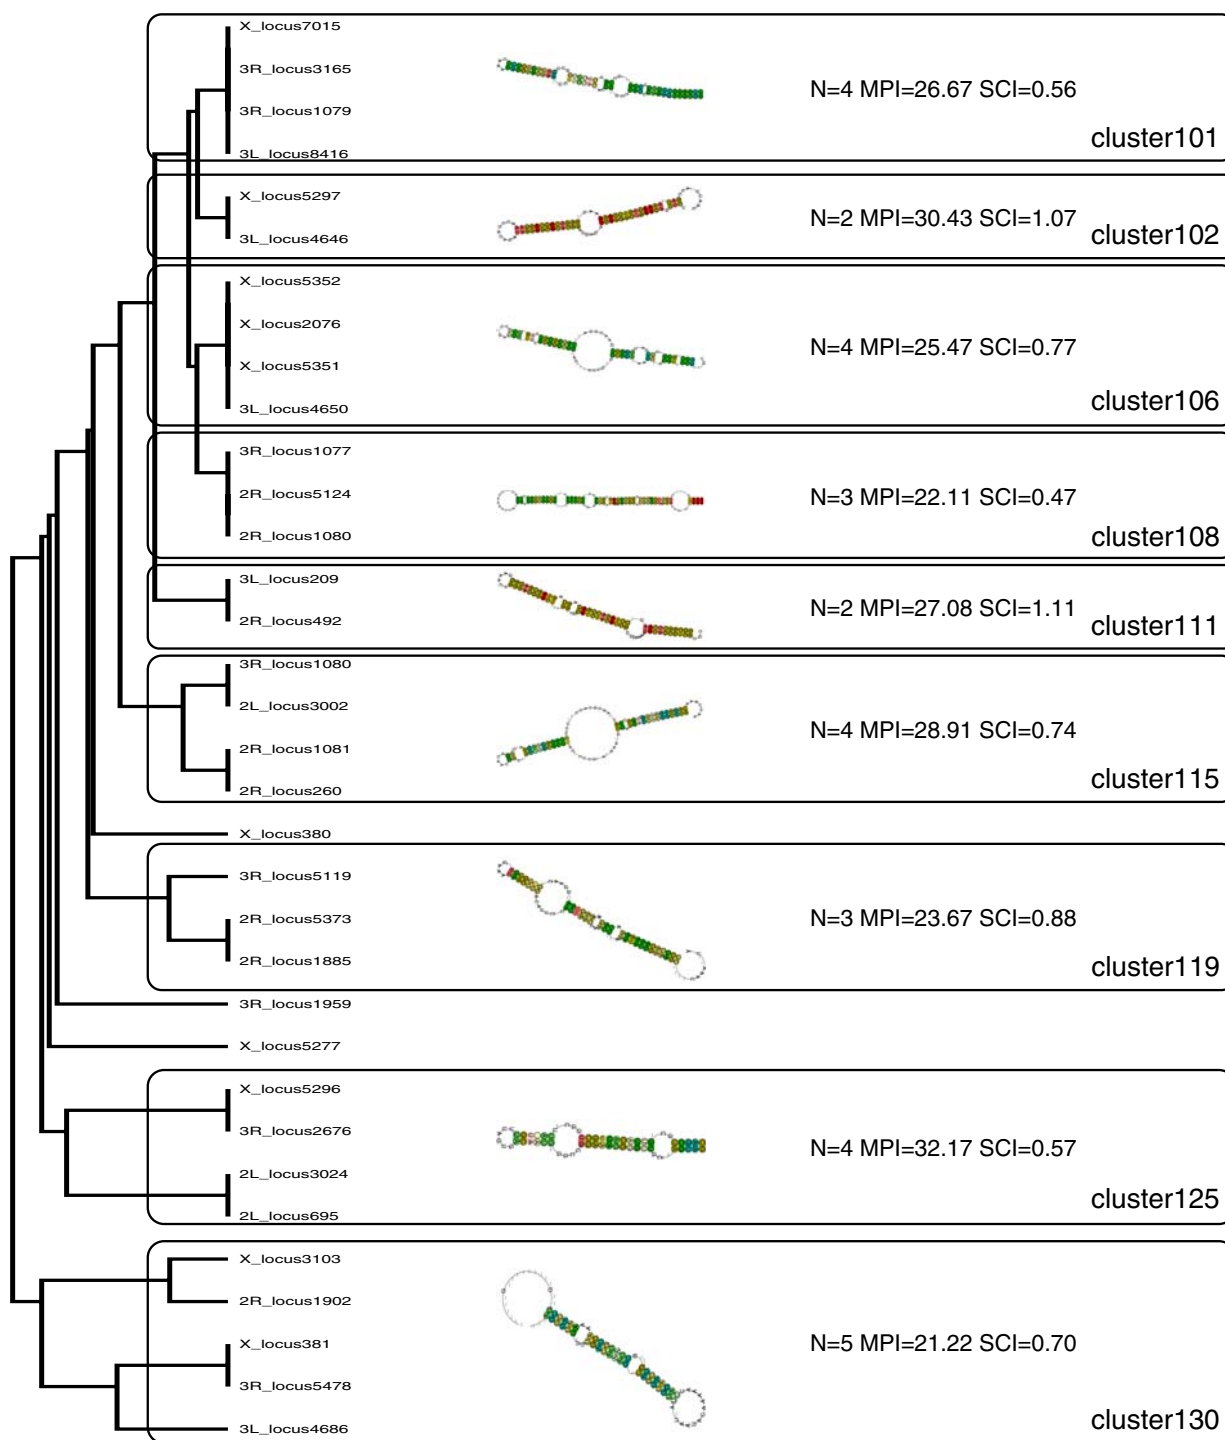 X_locus7015
3R_locus3165
3R_locus1079
3L_locus8416
N=4 MPI=26.67 SCI=0.56
cluster101
X_locus5297
3L_locus4646
N=2 MPI=30.43 SCI=1.07
cluster102
X_locus5352
X_locus2076
X_locus5351
3L_locus4650
N=4 MPI=25.47 SCI=0.77
cluster106
3R_locus1077
2R_locus5124
2R_locus1080
N=3 MPI=22.11 SCI=0.47
cluster108
3L_locus209
2R_locus492
N=2 MPI=27.08 SCI=1.11
cluster111
3R_locus1080
2L_locus3002
2R_locus1081
2R_locus260
N=4 MPI=28.91 SCI=0.74
cluster115
X_locus380
3R_locus5119
2R_locus5373
2R_locus1885
N=3 MPI=23.67 SCI=0.88
cluster119
3R_locus1959
X_locus5277
X_locus5296
3R_locus2676
2L_locus3024
2L_locus695
N=4 MPI=32.17 SCI=0.57
cluster125
X_locus3103
2R_locus1902
X_locus381
3R_locus5478
3L_locus4686
N=5 MPI=21.22 SCI=0.70
cluster130